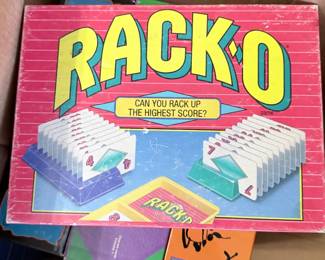 RACK-O
CAN YOU RACK UP
THE HIGHEST SCORE?
RACK-O